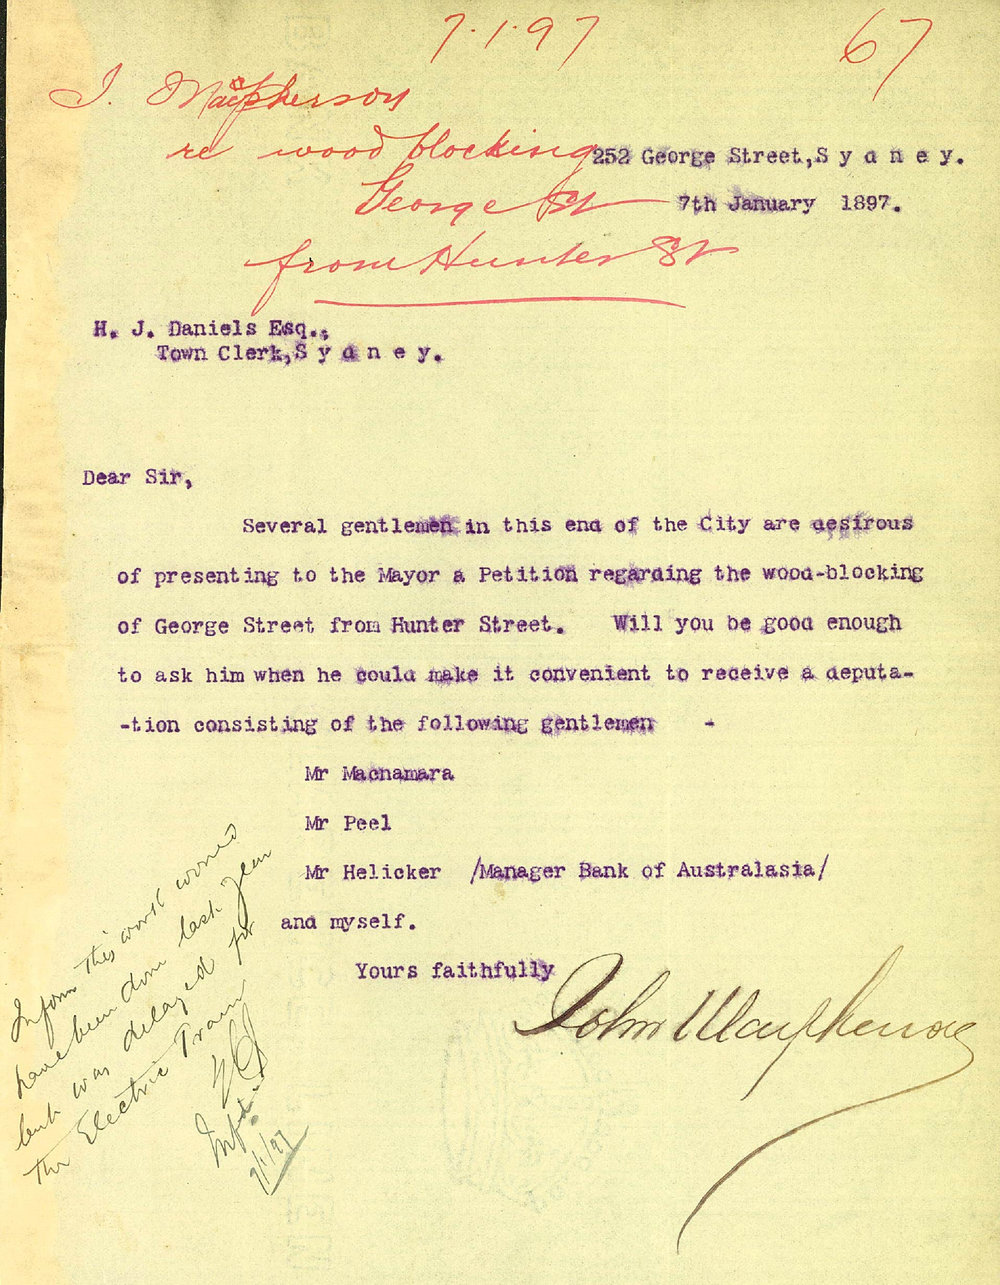 7.1.97
67
J. Macpherson
re wood blocking
George St
from Hunter St
252 George Street,S y d n e y.
7th January 1897.
H. J. Daniels Esq.,
Town Clerk,S y d n e y.
Dear Sir,
Several gentlemen in this end of the City are desirous
of presenting to the Mayor a Petition regarding the wood-blocking
of George Street from Hunter Street. Will you be good enough
to ask him when he could make it convenient to receive a deputa-
-tion consisting of the following gentlemen -
Mr Macnamara
Mr Peel
Mr Helicker /Manager Bank of Australasia/
and myself.
Yours faithfully
John Macpherson
Inform this work would
have been done last year
but was delayed for
the Electric Tram
Infd.
7/1/97